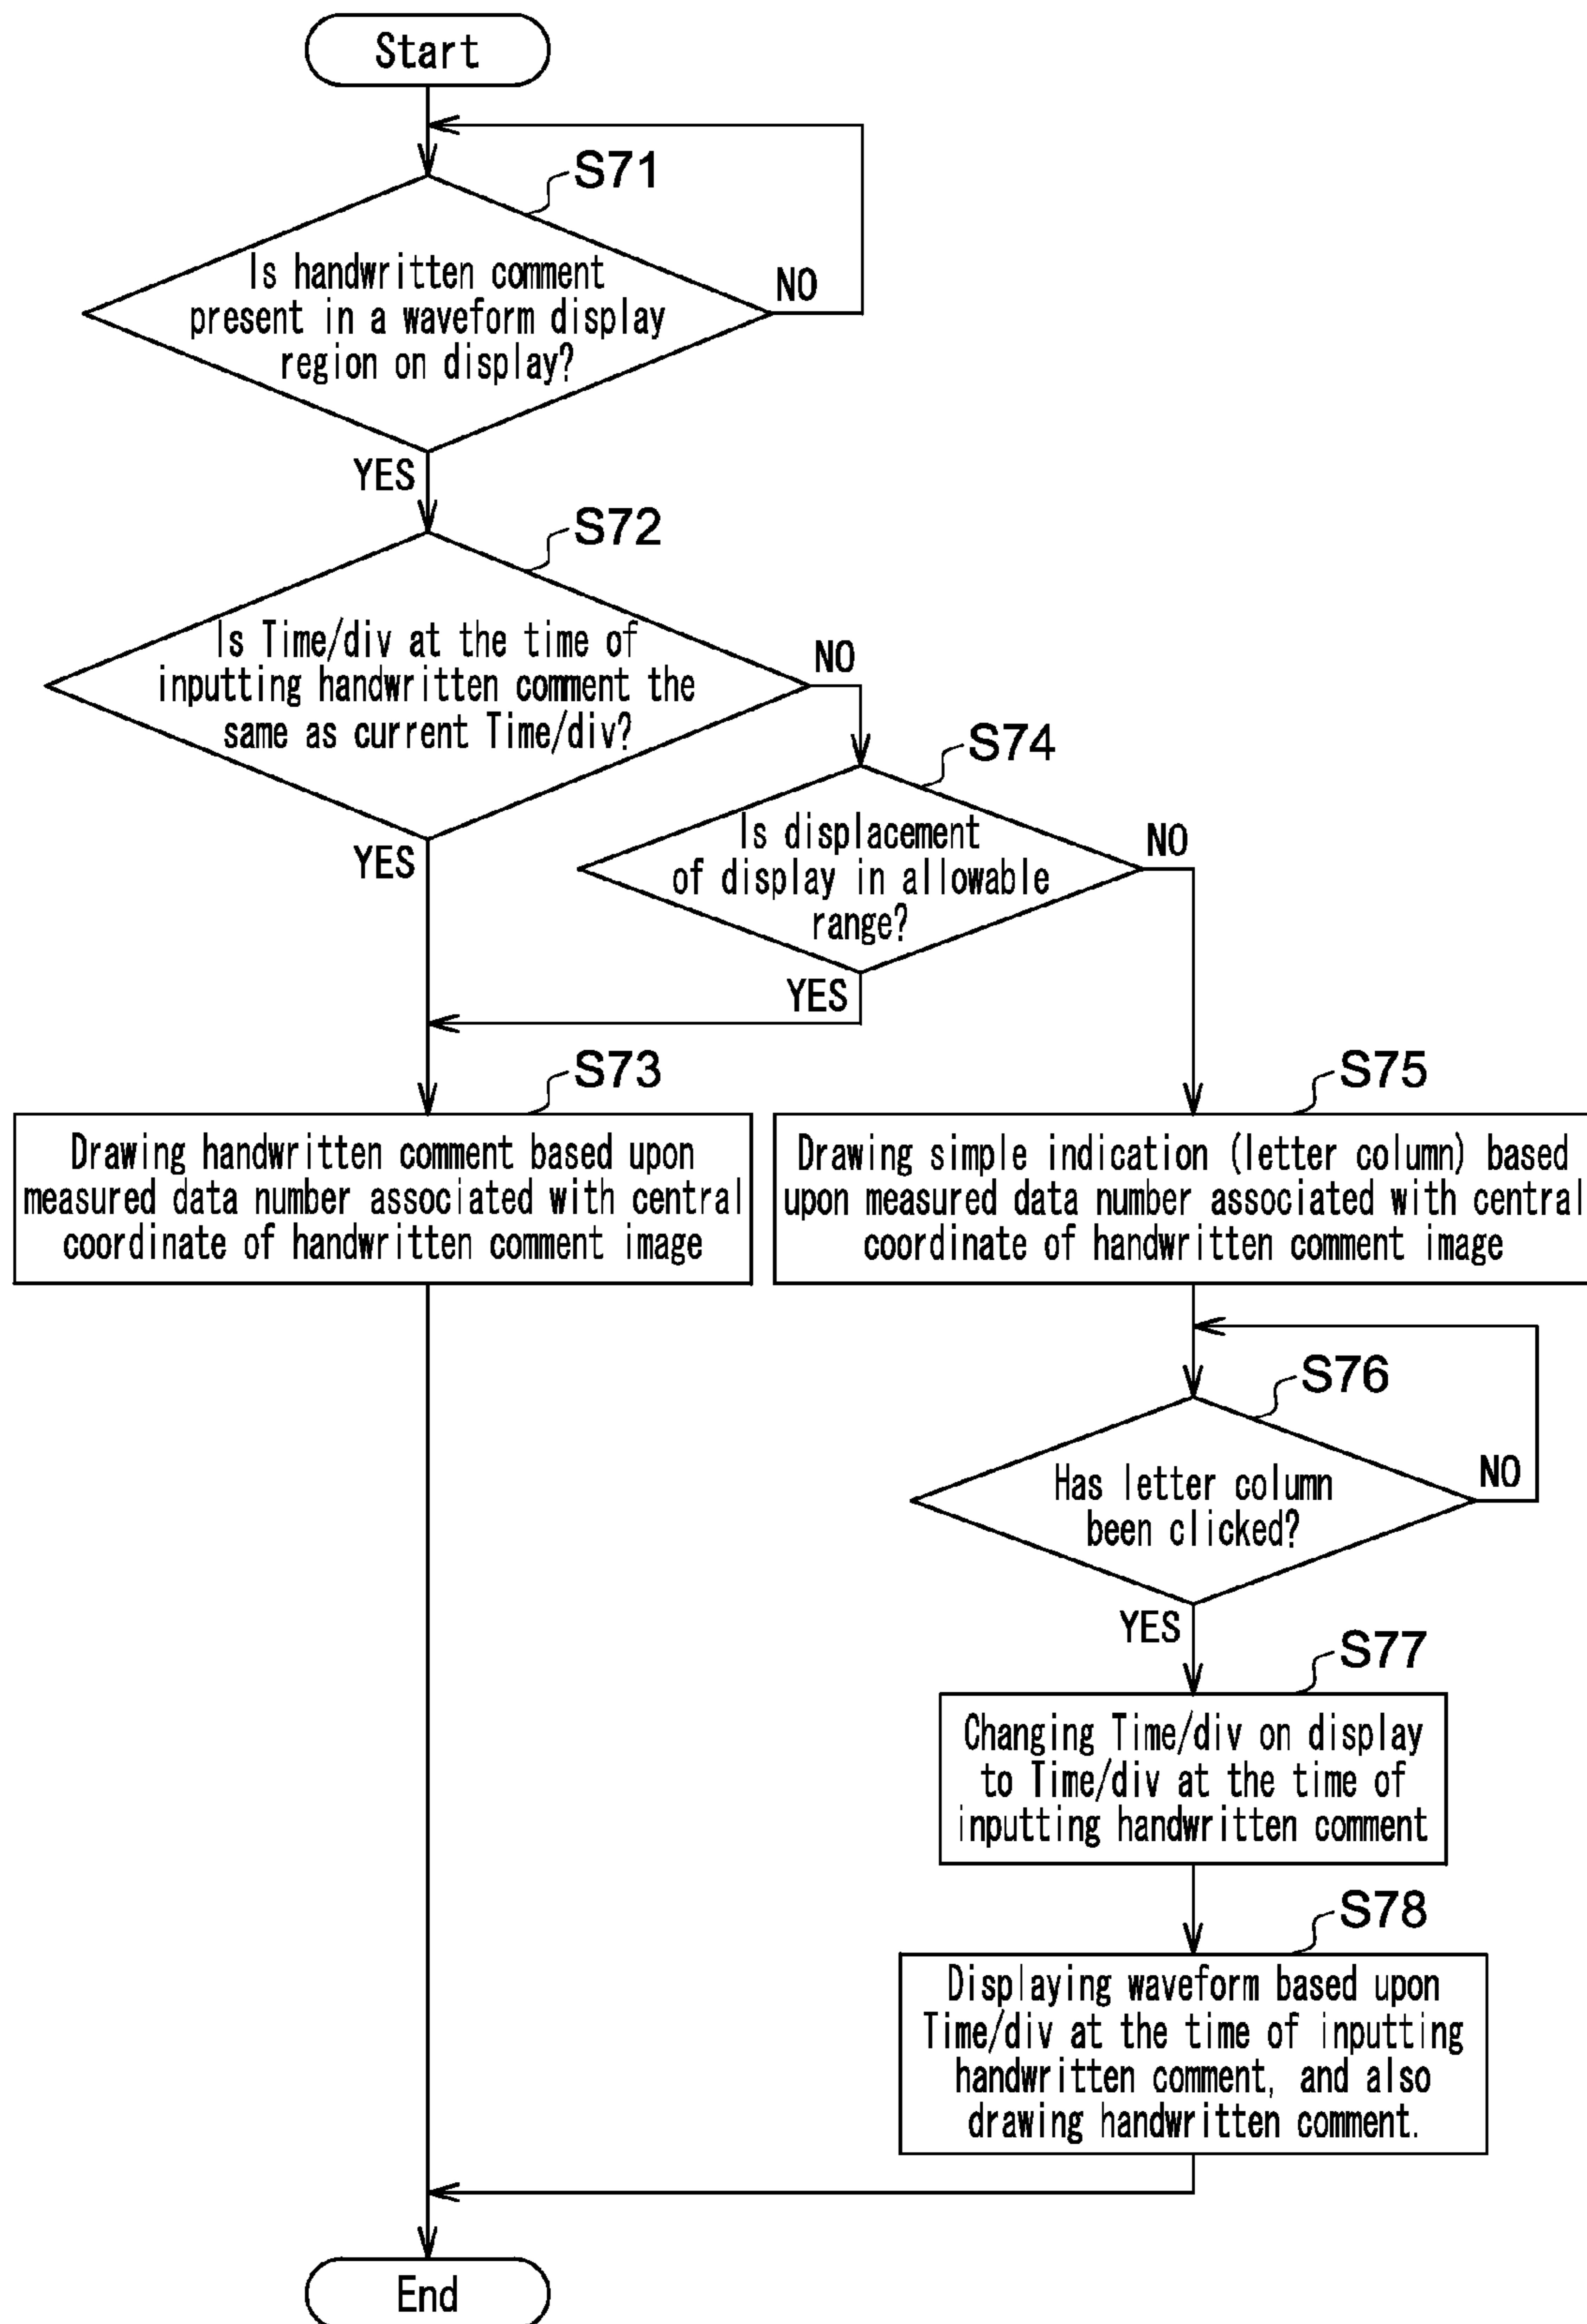 Start
S71
Is handwritten comment
present in a waveform display
region on display?
NO
YES
S72
Is Time/div at the time of
inputting handwritten comment the
same as current Time/div?
NO
YES
S74
Is displacement
of display in allowable
range?
NO
YES
S73
Drawing handwritten comment based upon
measured data number associated with central
coordinate of handwritten comment image
S75
Drawing simple indication (letter column) based
upon measured data number associated with central
coordinate of handwritten comment image
S76
Has letter column
been clicked?
NO
YES
S77
Changing Time/div on display
to Time/div at the time of
inputting handwritten comment
S78
Displaying waveform based upon
Time/div at the time of inputting
handwritten comment, and also
drawing handwritten comment.
End